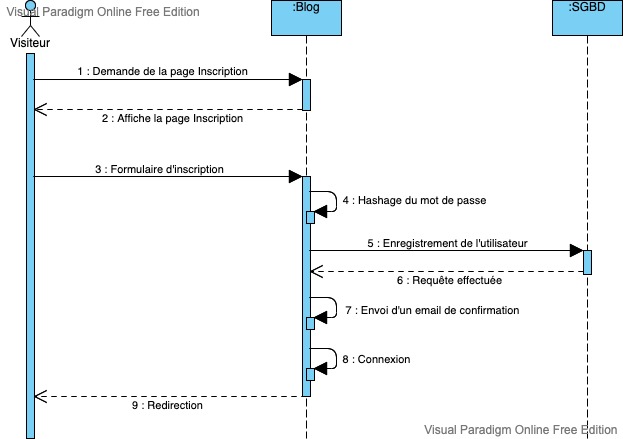 Visual Paradigm Online Free Edition
:Blog
:SGBD
Visiteur
1 : Demande de la page Inscription
2 : Affiche la page Inscription
3 : Formulaire d'inscription
4 : Hashage du mot de passe
5 : Enregistrement de l'utilisateur
6 : Requête effectuée
7 : Envoi d'un email de confirmation
8 : Connexion
9 : Redirection
Visual Paradigm Online Free Edition